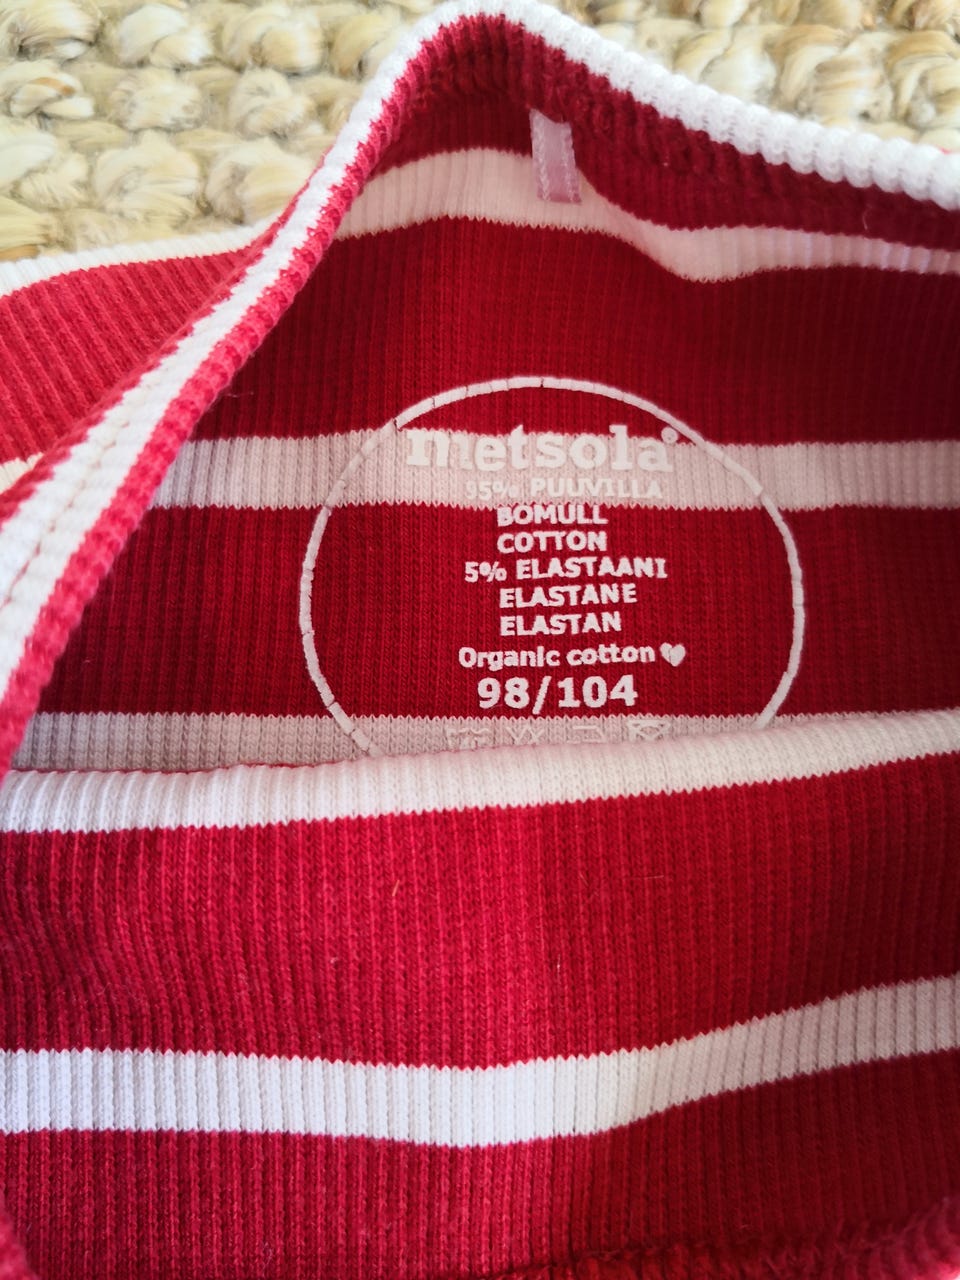 metsola®
95% PUUVILLA
BOMULL
COTTON
5% ELASTAANI
ELASTANE
ELASTAN
Organic cotton ♥
98/104